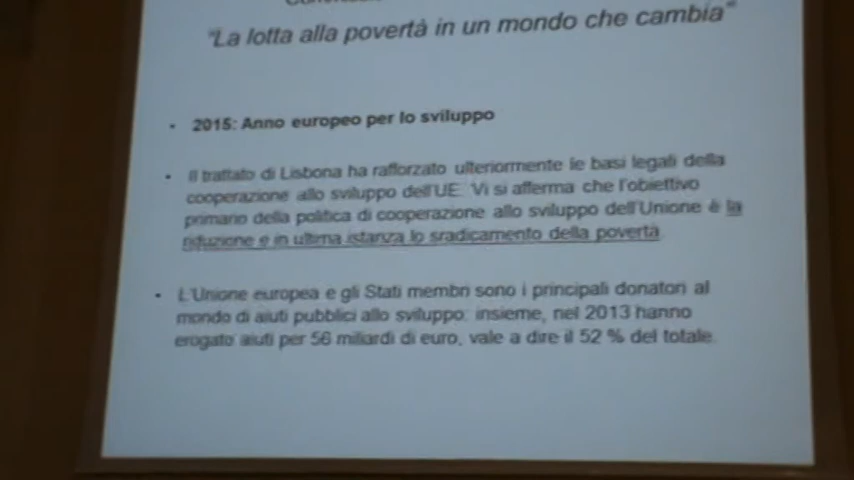 "La lotta alla povertà in un mondo che cambia"
• 2015: Anno europeo per lo sviluppo
• Il trattato di Lisbona ha rafforzato ulteriormente le basi legali della
cooperazione allo sviluppo dell'UE. Vi si afferma che l'obiettivo
primario della politica di cooperazione allo sviluppo dell'Unione è la
riduzione e in ultima istanza lo sradicamento della povertà
• L'Unione europea e gli Stati membri sono i principali donatori al
mondo di aiuti pubblici allo sviluppo: insieme, nel 2013 hanno
erogato aiuti per 56 miliardi di euro, vale a dire il 52 % del totale.